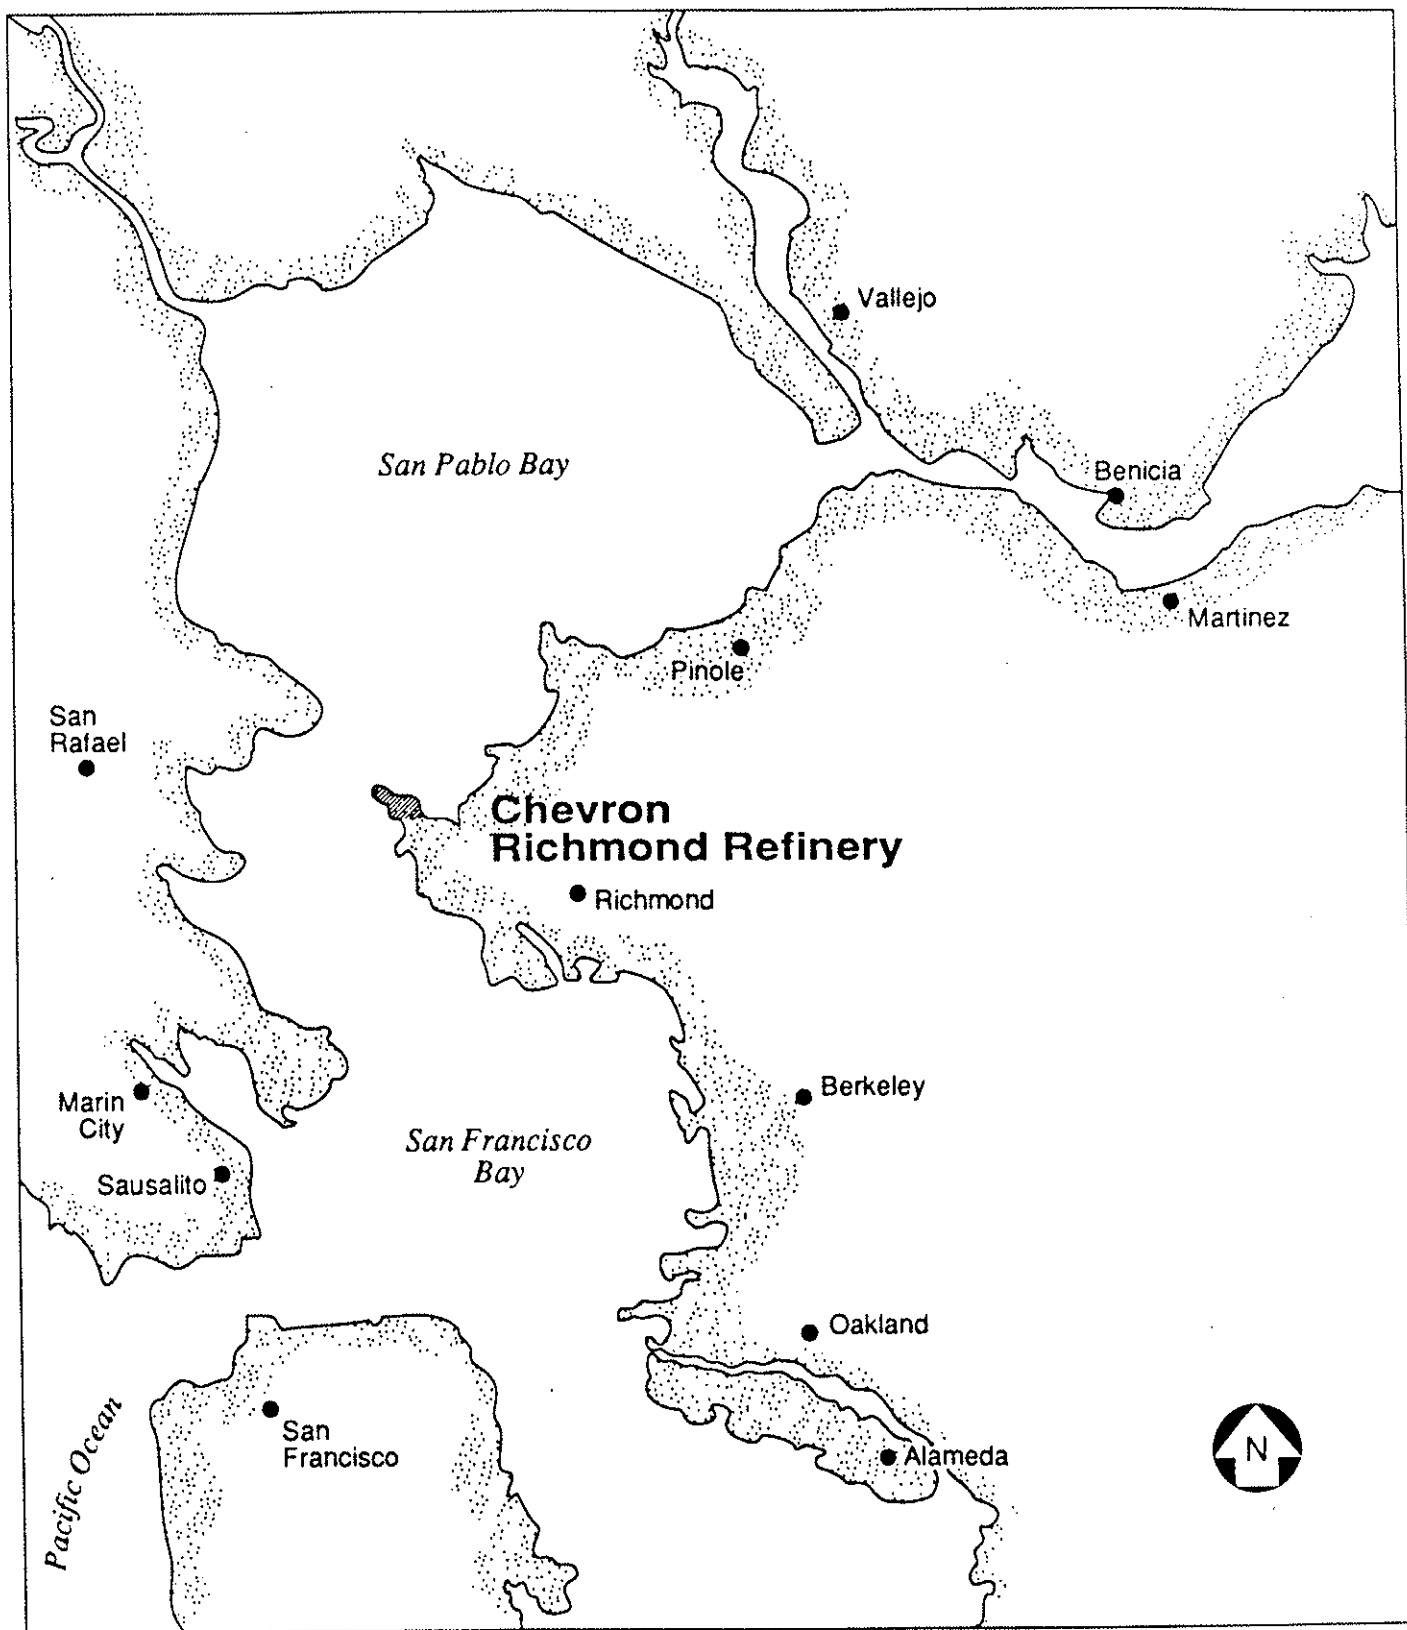 Vallejo
San Pablo Bay
Benicia
Martinez
Pinole
San
Rafael
Chevron
Richmond Refinery
Richmond
Berkeley
Marin
City
San Francisco
Bay
Sausalito
Oakland
San
Francisco
Alameda
N
Pacific Ocean